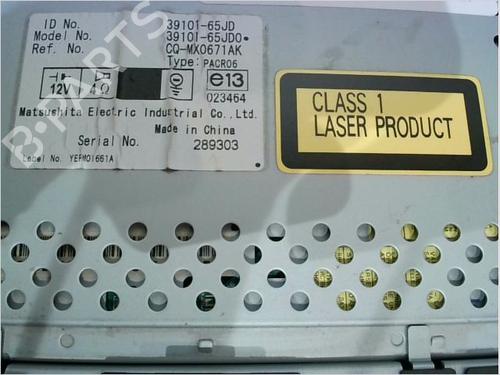 ID No. 39101-65JD
Model No. 39101-65JD0•
Ref. No. CQ-MX0671AK
Type: PACR06
12V 4Ω
e13
023464
Matsushita Electric Industrial Co., Ltd.
Made in China
Serial No. 289303
Label No. YEFM01661A
CLASS 1
LASER PRODUCT
B-PARTS